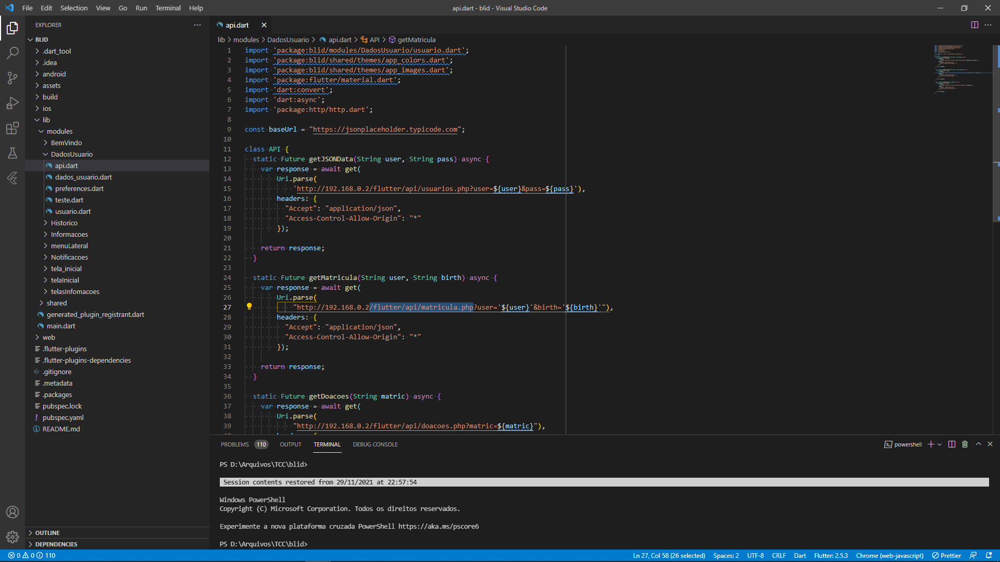 File Edit Selection View Go Run Terminal Help
api.dart - blid - Visual Studio Code
EXPLORER
BLID
.dart_tool
.idea
android
assets
build
ios
lib
modules
BemVindo
DadosUsuario
api.dart
dados_usuario.dart
preferences.dart
teste.dart
usuario.dart
Historico
Informacoes
menuLateral
Notificacoes
tela_inicial
telaInicial
telasInfomacoes
shared
generated_plugin_registrant.dart
main.dart
web
.flutter-plugins
.flutter-plugins-dependencies
.gitignore
.metadata
.packages
pubspec.lock
pubspec.yaml
README.md
OUTLINE
DEPENDENCIES
api.dart
lib > modules > DadosUsuario > api.dart > API > getMatricula
1 import 'package:blid/modules/DadosUsuario/usuario.dart';
2 import 'package:blid/shared/themes/app_colors.dart';
3 import 'package:blid/shared/themes/app_images.dart';
4 import 'package:flutter/material.dart';
5 import 'dart:convert';
6 import 'dart:async';
7 import 'package:http/http.dart';
8
9 const baseUrl = "https://jsonplaceholder.typicode.com";
10
11 class API {
12 static Future getJSONData(String user, String pass) async {
13 var response = await get(
14 Uri.parse(
15 'http://192.168.0.2/flutter/api/usuarios.php?user=${user}&pass=${pass}'),
16 headers: {
17 "Accept": "application/json",
18 "Access-Control-Allow-Origin": "*"
19 });
20
21 return response;
22 }
23
24 static Future getMatricula(String user, String birth) async {
25 var response = await get(
26 Uri.parse(
27 "http://192.168.0.2/flutter/api/matricula.php?user='${user}'&birth='${birth}'"),
28 headers: {
29 "Accept": "application/json",
30 "Access-Control-Allow-Origin": "*"
31 });
32
33 return response;
34 }
35
36 static Future getDoacoes(String matric) async {
37 var response = await get(
38 Uri.parse(
39 "http://192.168.0.2/flutter/api/doacoes.php?matric=${matric}"),
PROBLEMS 110 OUTPUT TERMINAL DEBUG CONSOLE
powershell
PS D:\Arquivos\TCC\blid>
Session contents restored from 29/11/2021 at 22:57:54
Windows PowerShell
Copyright (C) Microsoft Corporation. Todos os direitos reservados.
Experimente a nova plataforma cruzada PowerShell https://aka.ms/pscore6
PS D:\Arquivos\TCC\blid>
0 0 110
Ln 27, Col 58 (26 selected) Spaces: 2 UTF-8 CRLF Dart Flutter: 2.5.3 Chrome (web-javascript) Prettier